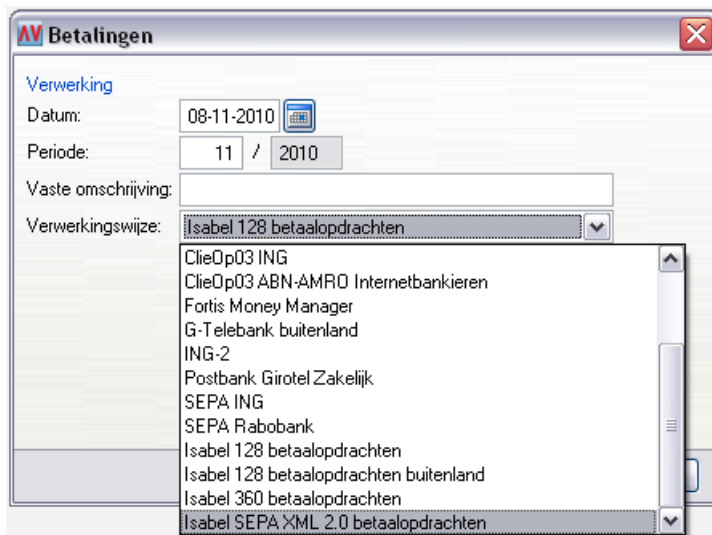 AV Betalingen
Verwerking
Datum: 08-11-2010
Periode: 11 / 2010
Vaste omschrijving:
Verwerkingswijze: Isabel 128 betaalopdrachten
ClieOp03 ING
ClieOp03 ABN-AMRO Internetbankieren
Fortis Money Manager
G-Telebank buitenland
ING-2
Postbank Girotel Zakelijk
SEPA ING
SEPA Rabobank
Isabel 128 betaalopdrachten
Isabel 128 betaalopdrachten buitenland
Isabel 360 betaalopdrachten
Isabel SEPA XML 2.0 betaalopdrachten